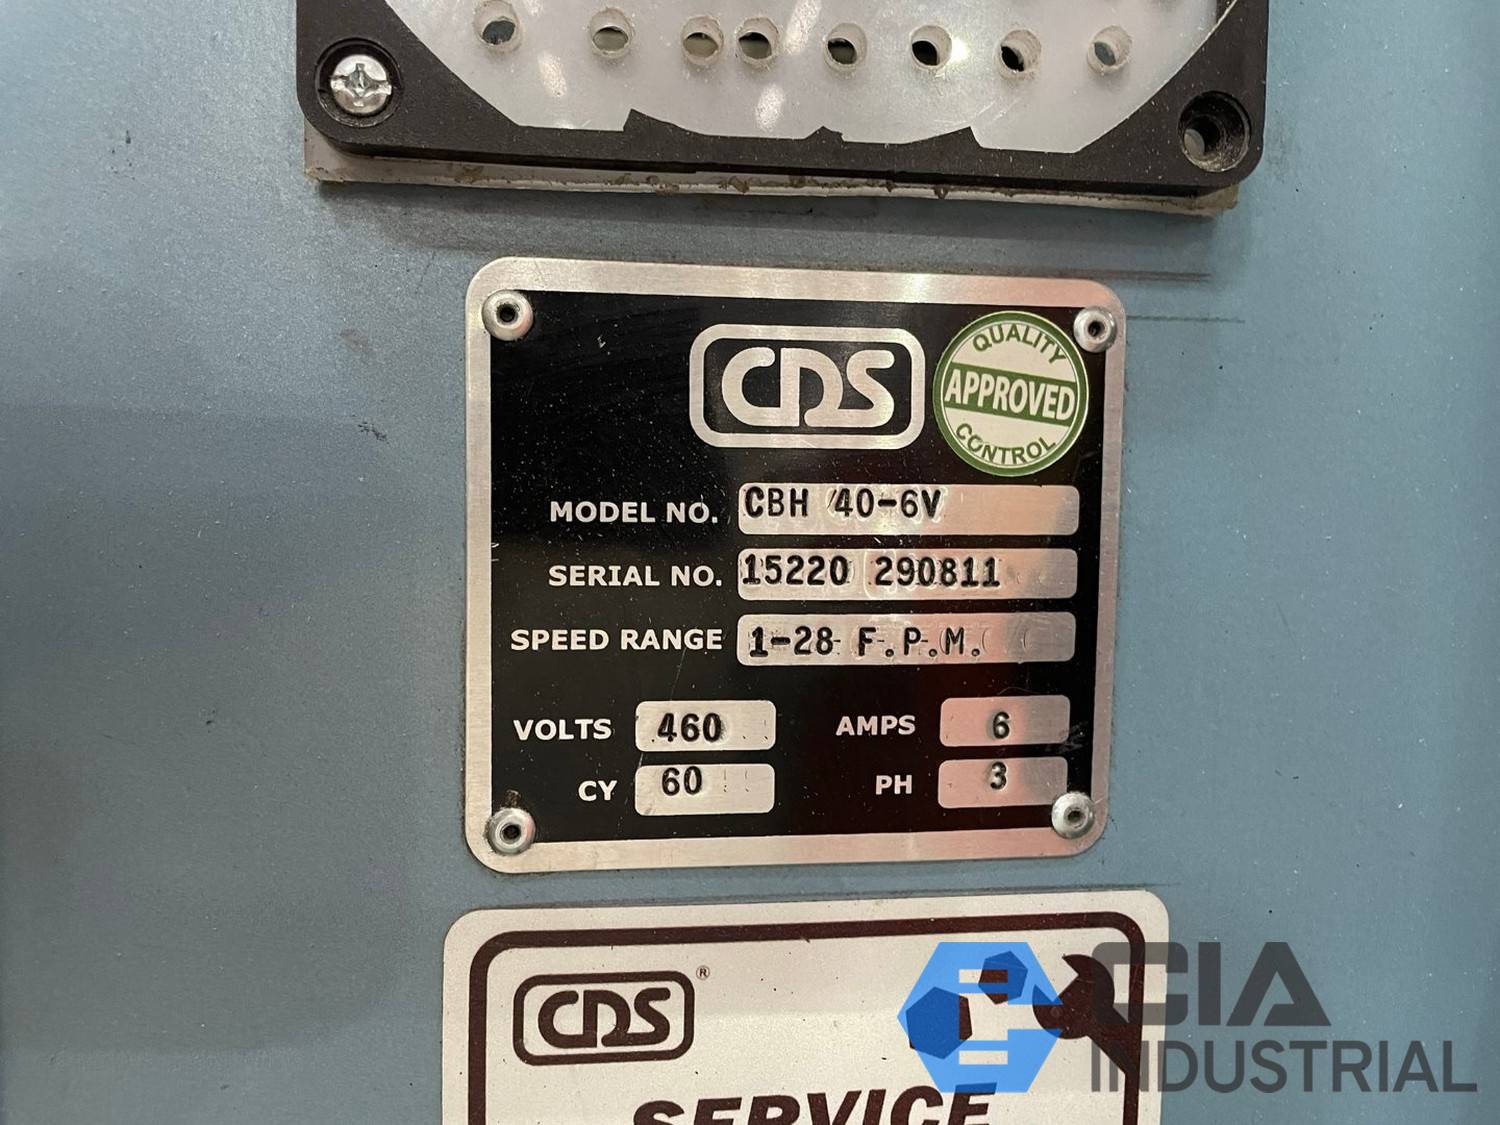 CDS
QUALITY
APPROVED
CONTROL
MODEL NO. CBH 40-6V
SERIAL NO. 15220 290811
SPEED RANGE 1-28 F.P.M.
VOLTS 460 AMPS 6
CY 60 PH 3
CDS®
SERVICE
CIA
INDUSTRIAL